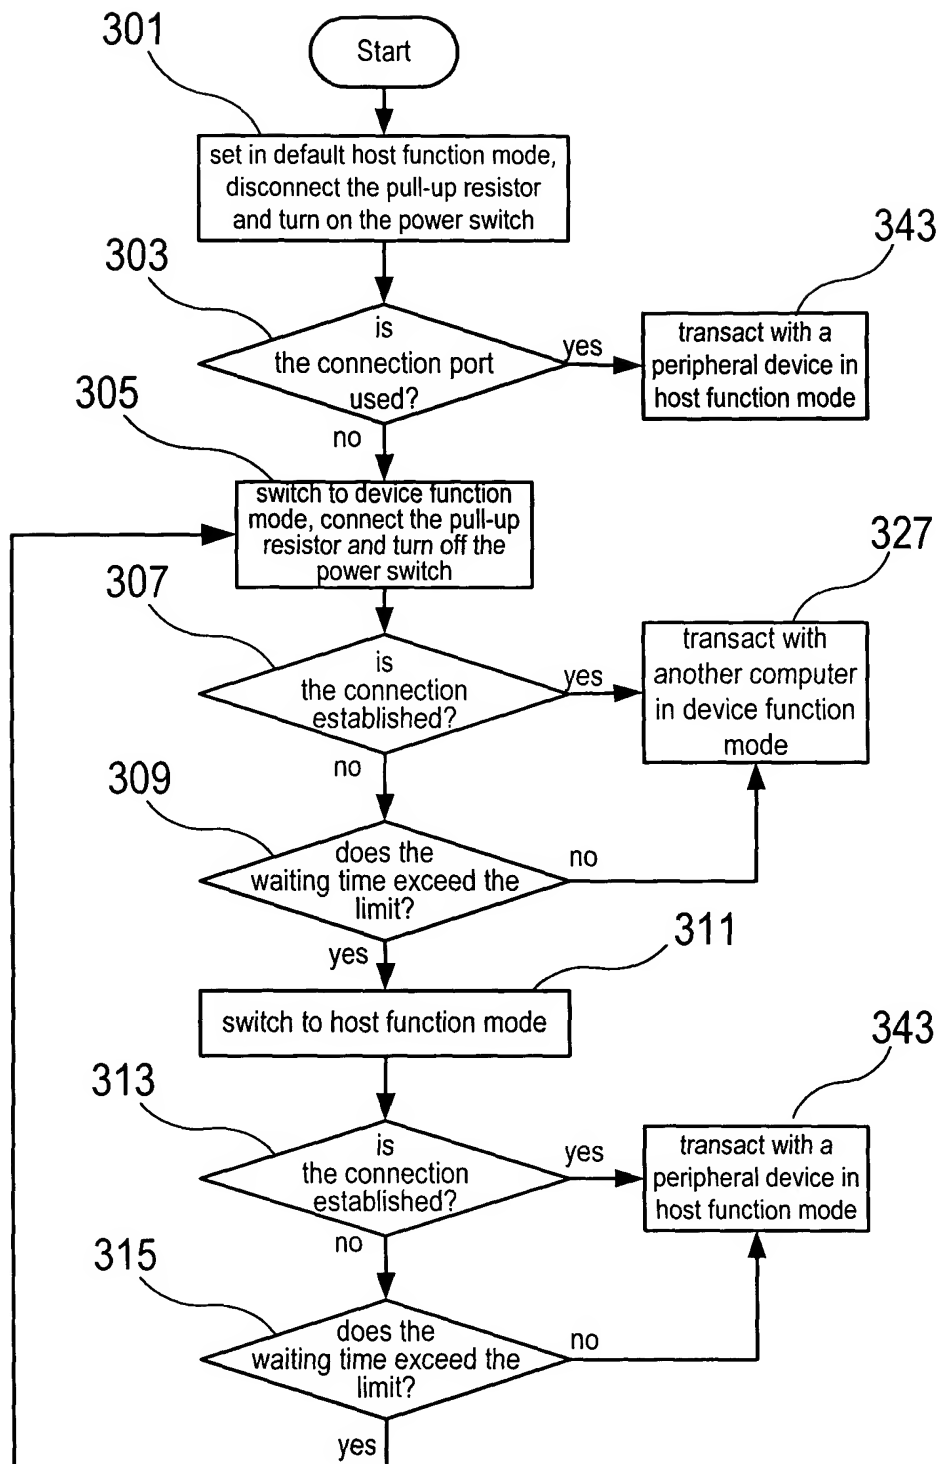 301
Start
set in default host function mode,
disconnect the pull-up resistor
and turn on the power switch
303
343
is
the connection port
used?
yes
transact with a
peripheral device in
host function mode
305
no
switch to device function
mode, connect the pull-up
resistor and turn off the
power switch
327
307
is
the connection
established?
yes
transact with
another computer
in device function
mode
no
309
does the
waiting time exceed the
limit?
no
yes
311
switch to host function mode
343
313
is
the connection
established?
yes
transact with a
peripheral device in
host function mode
no
315
does the
waiting time exceed the
limit?
no
yes